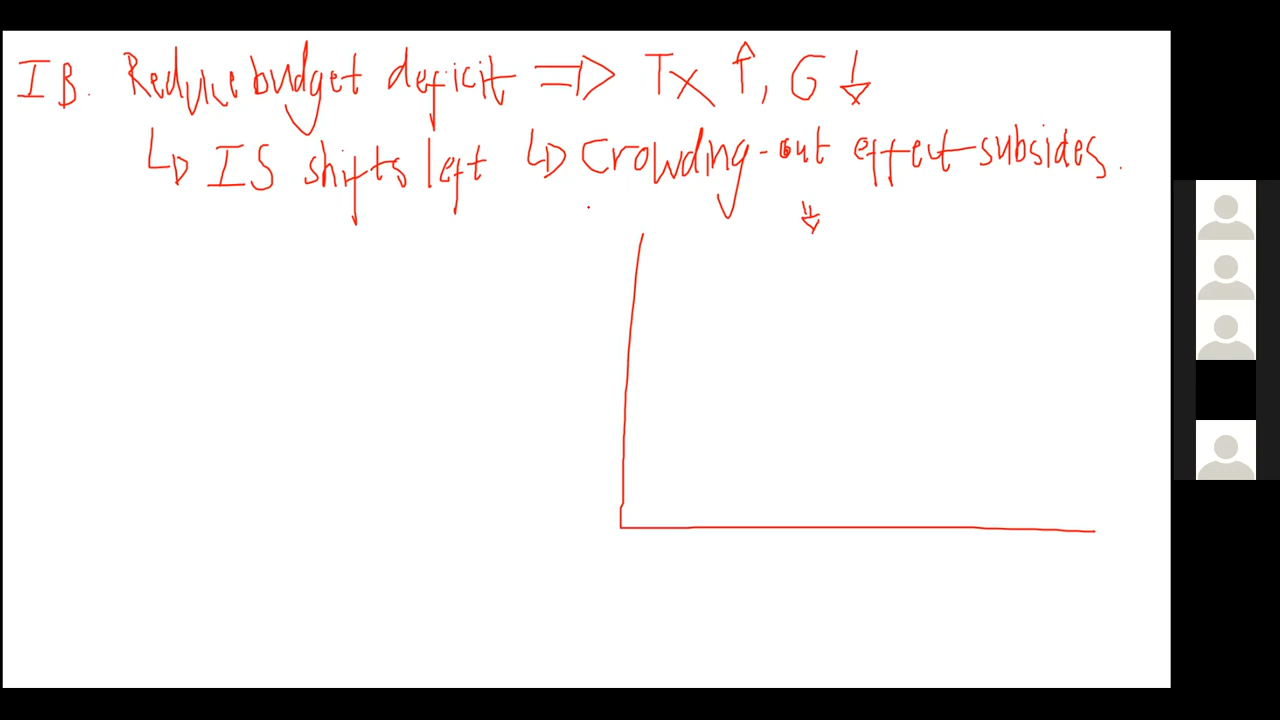 IB. Reduce budget deficit ⇒ Tx ↑, G ↓
↳ IS shifts left ↳ Crowding-out effect subsides.
⇓